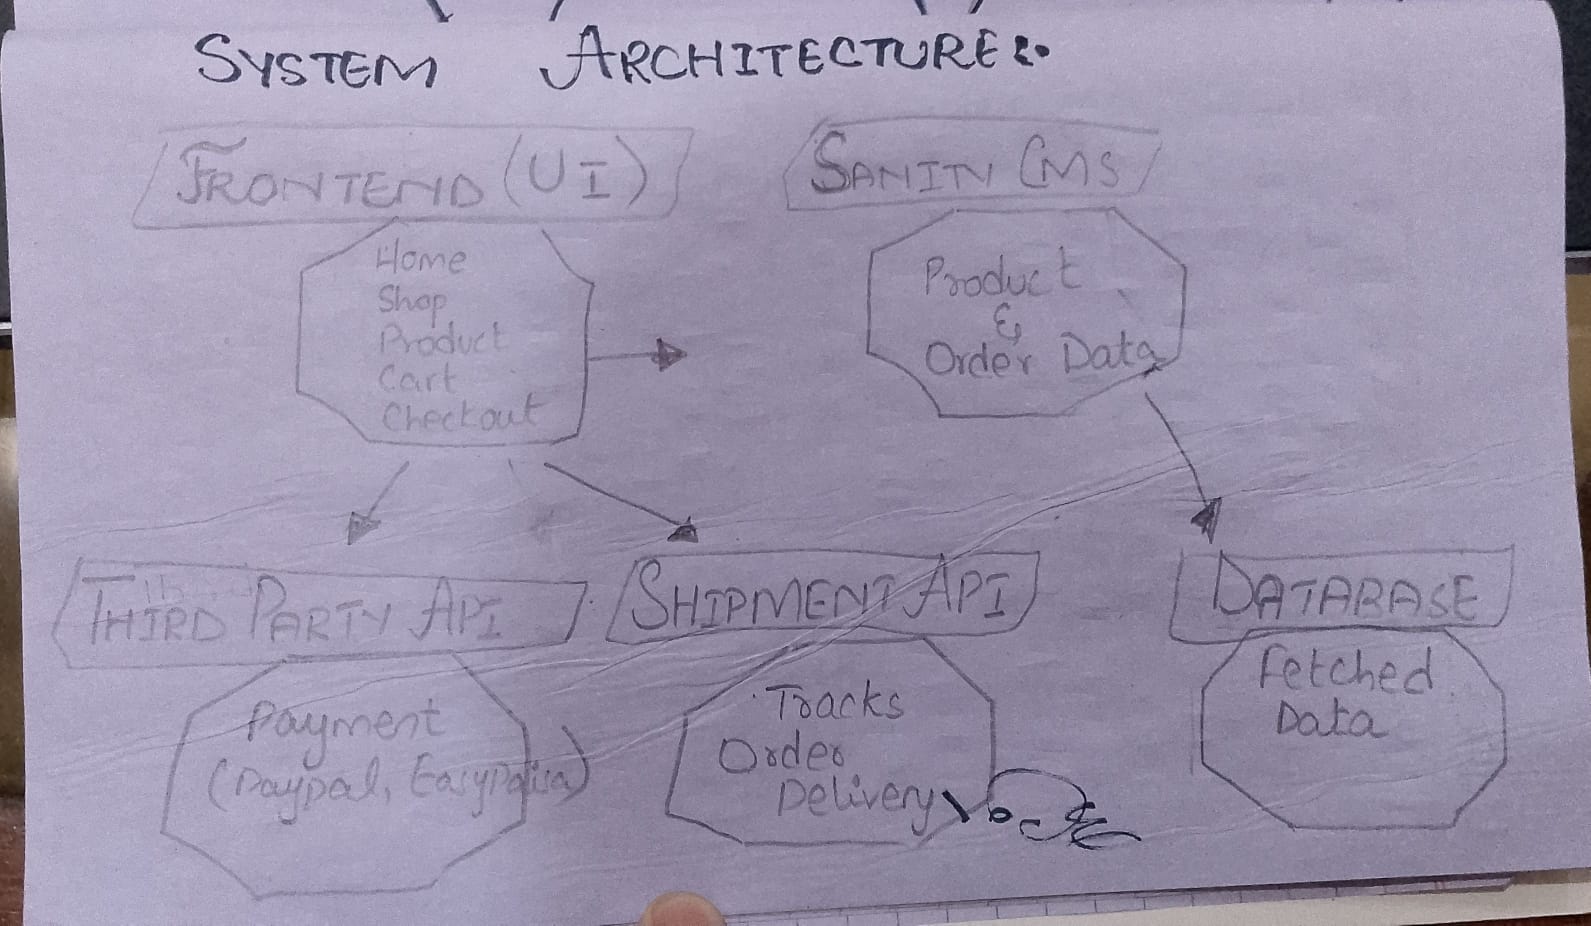 SYSTEM ARCHITECTURE:
FRONTEND (UI)
Home
Shop
Product
Cart
Checkout
SANITY CMS
Product
&
Order Data
THIRD PARTY API
Payment
(Paypal, Easypaisa)
SHIPMENT API
Tracks
Order
Delivery
DATABASE
Fetched
Data